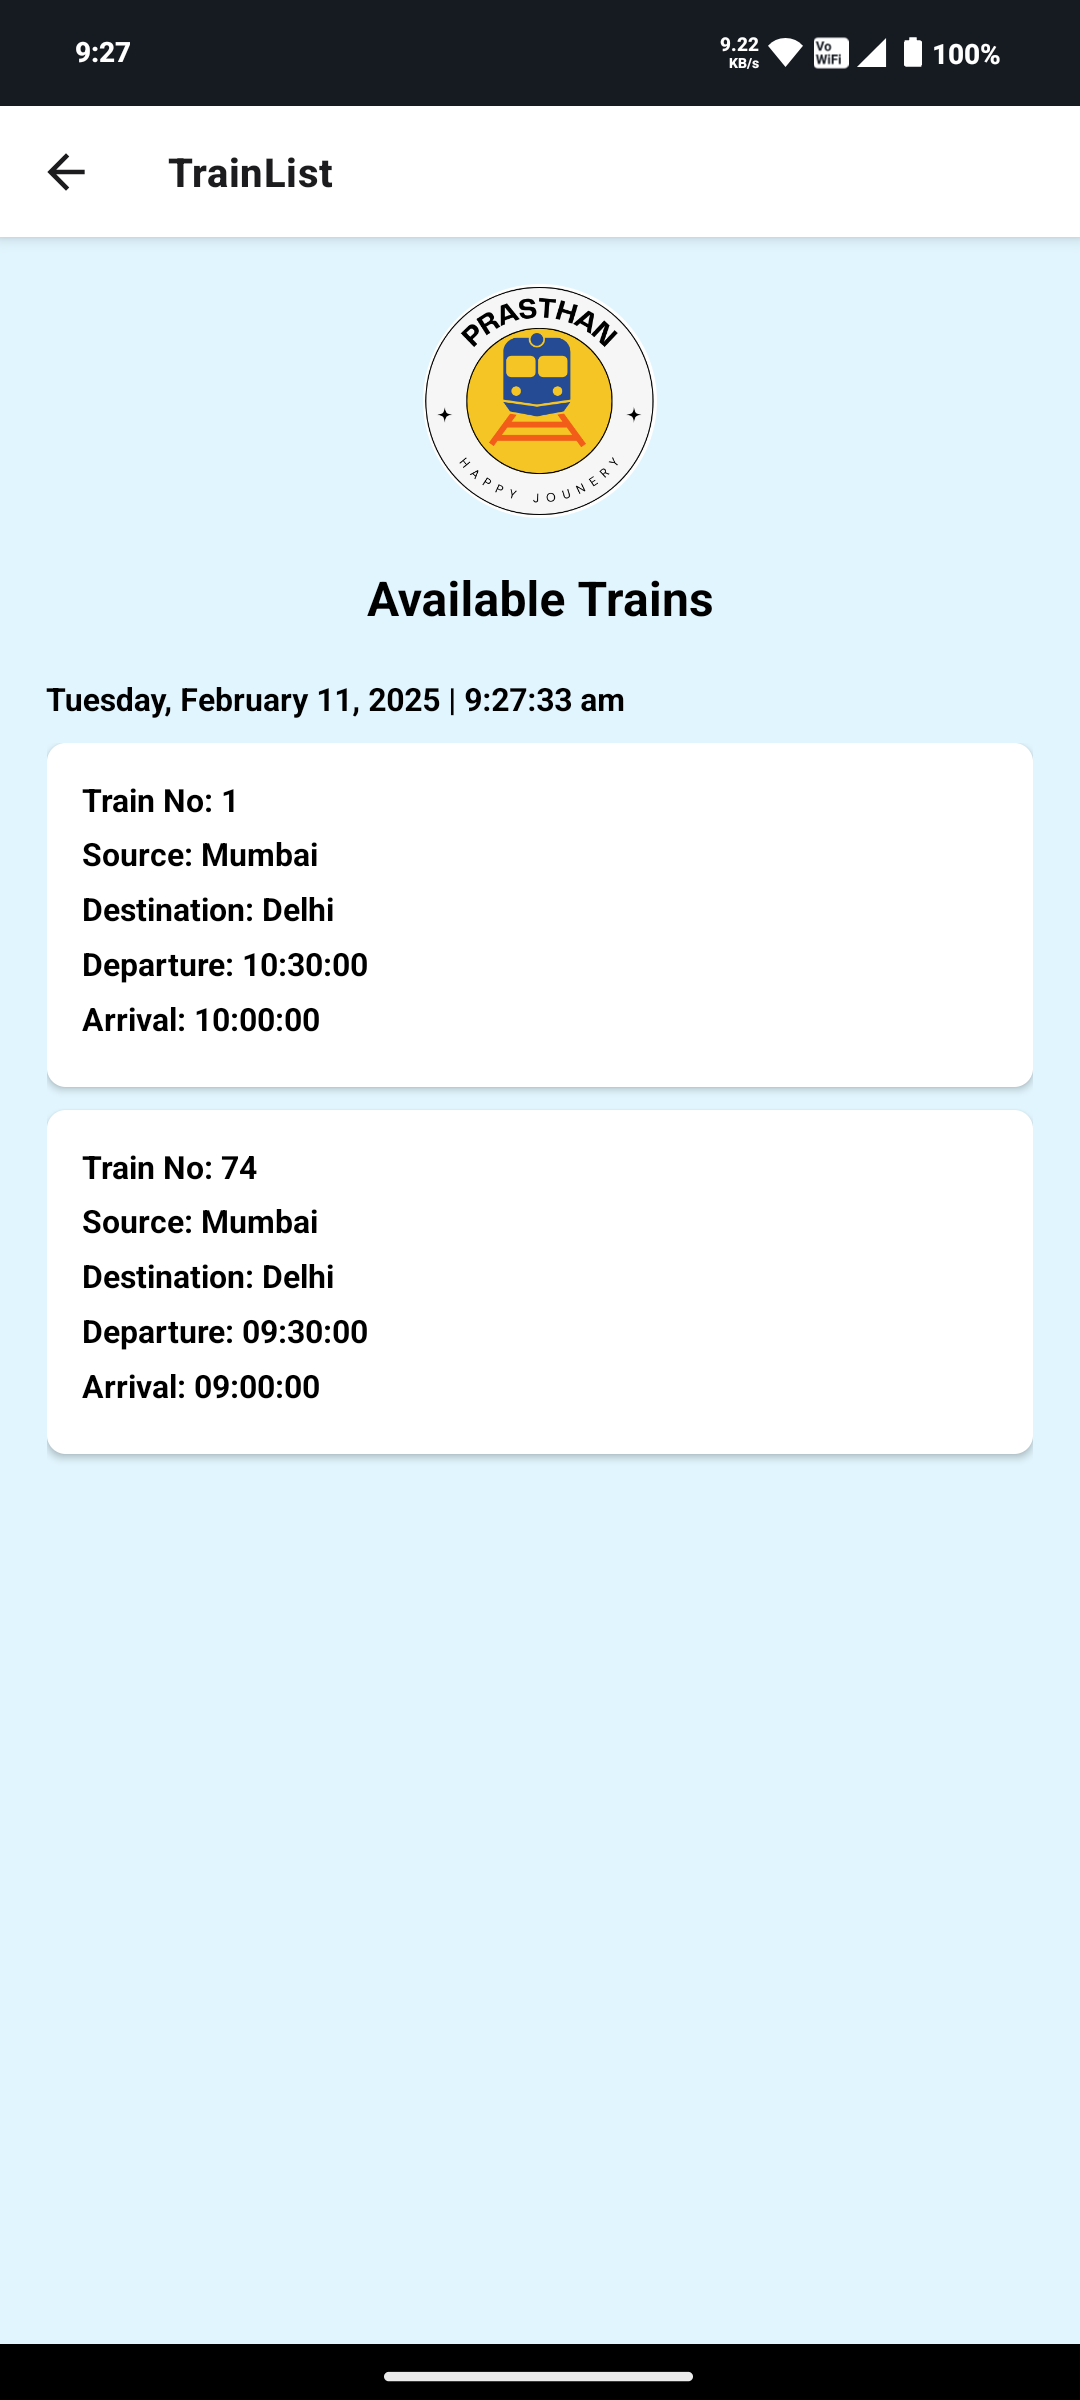 9:27
9.22
KB/s
Vo
WiFi
100%
TrainList
PRASTHAN
HAPPY JOUNERY
Available Trains
Tuesday, February 11, 2025 | 9:27:33 am
Train No: 1
Source: Mumbai
Destination: Delhi
Departure: 10:30:00
Arrival: 10:00:00
Train No: 74
Source: Mumbai
Destination: Delhi
Departure: 09:30:00
Arrival: 09:00:00